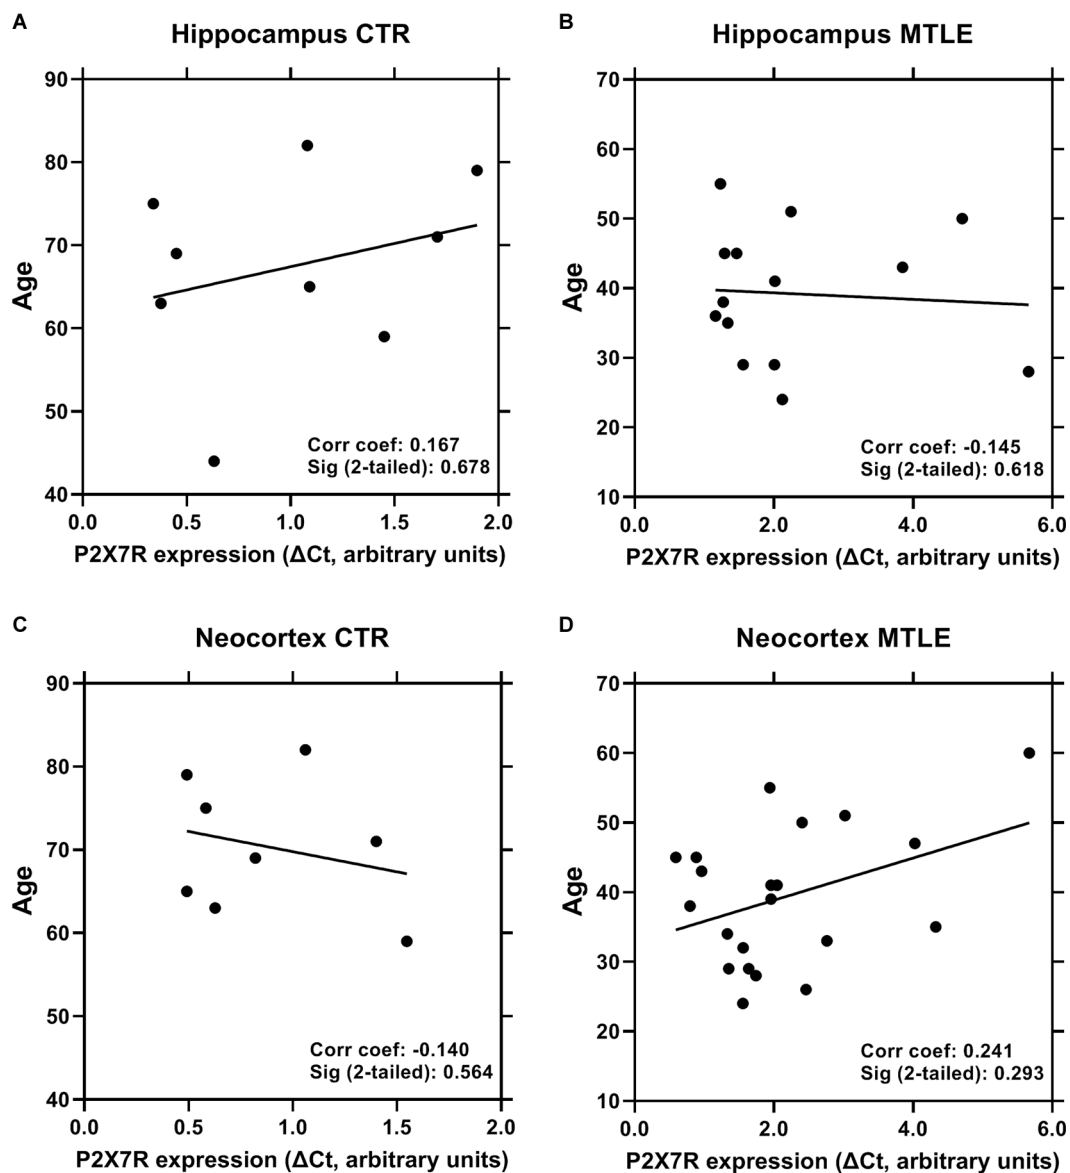 A
Hippocampus CTR
90
80
70
60
50
40
Age
Corr coef: 0.167
Sig (2-tailed): 0.678
0.0 0.5 1.0 1.5 2.0
P2X7R expression (ΔCt, arbitrary units)
B
Hippocampus MTLE
70
60
50
40
30
20
10
Age
Corr coef: -0.145
Sig (2-tailed): 0.618
0.0 2.0 4.0 6.0
P2X7R expression (ΔCt, arbitrary units)
C
Neocortex CTR
90
80
70
60
50
40
Age
Corr coef: -0.140
Sig (2-tailed): 0.564
0.0 0.5 1.0 1.5 2.0
P2X7R expression (ΔCt, arbitrary units)
D
Neocortex MTLE
70
60
50
40
30
20
10
Age
Corr coef: 0.241
Sig (2-tailed): 0.293
0.0 2.0 4.0 6.0
P2X7R expression (ΔCt, arbitrary units)